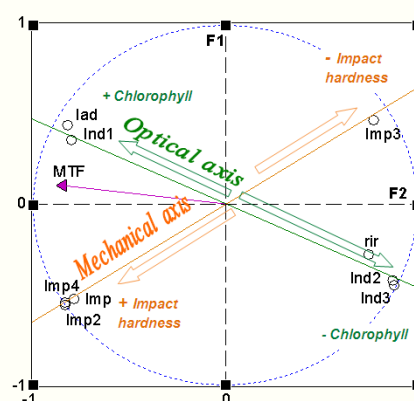 1
F1
- Impact
hardness
+ Chlorophyll
Iad
Ind1
Imp3
Optical axis
MTF
0
F2
Mechanical axis
rir
Ind2
Ind3
Imp4
Imp
Imp2
+ Impact
hardness
- Chlorophyll
-1
-1
0
1